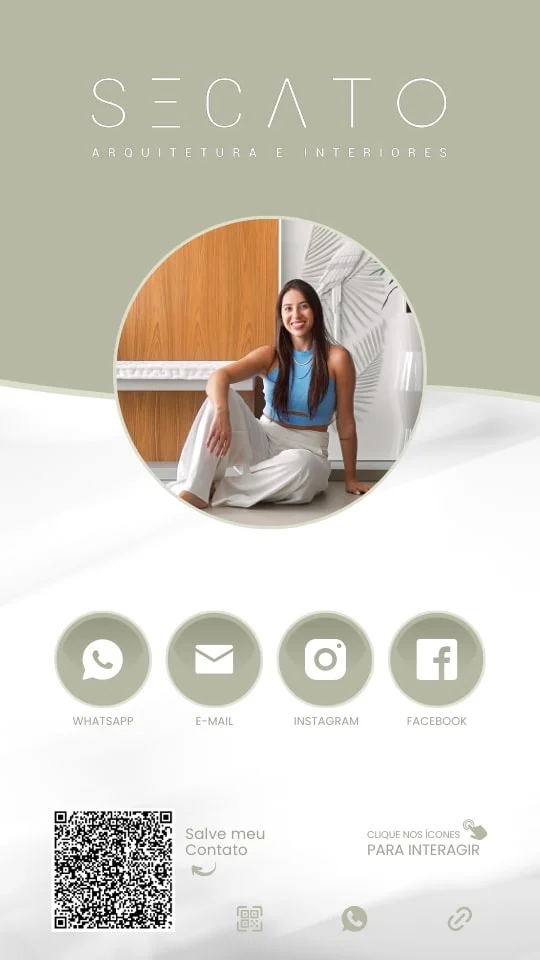 SECATO
ARQUITETURA E INTERIORES
WHATSAPP
E-MAIL
INSTAGRAM
FACEBOOK
Salve meu
Contato
CLIQUE NOS ÍCONES
PARA INTERAGIR